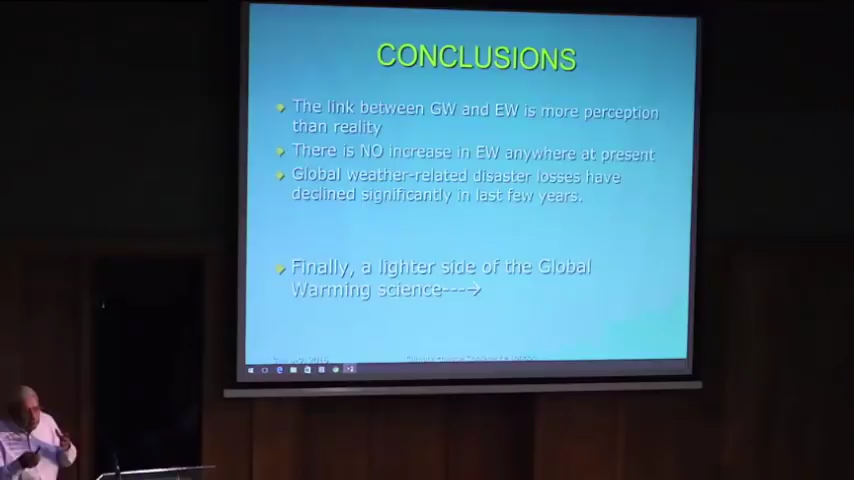 CONCLUSIONS
The link between GW and EW is more perception
than reality
There is NO increase in EW anywhere at present
Global weather-related disaster losses have
declined significantly in last few years.
Finally, a lighter side of the Global
Warming science---→